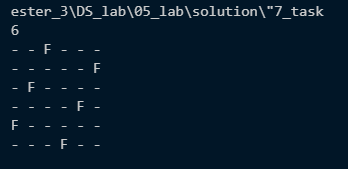 ester_3\DS_lab\05_lab\solution\"7_task
6
- - F - - -
- - - - - F
- F - - - -
- - - - F -
F - - - - -
- - - F - -